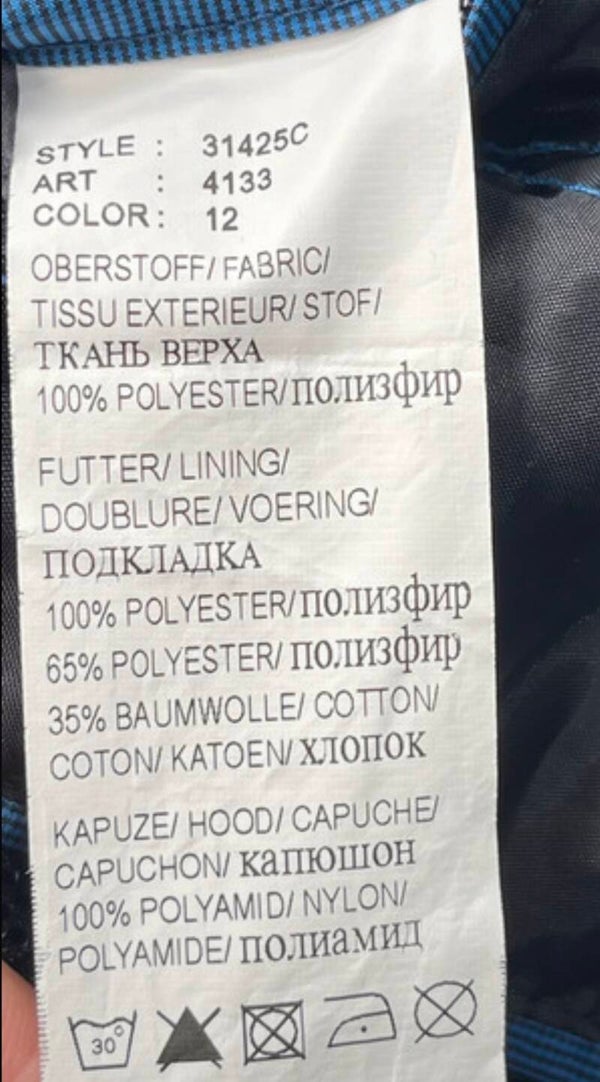 STYLE : 31425C
ART : 4133
COLOR: 12
OBERSTOFF/ FABRIC/
TISSU EXTERIEUR/ STOF/
ТКАНЬ ВЕРХА
100% POLYESTER/полизфир
FUTTER/ LINING/
DOUBLURE/ VOERING/
ПОДКЛАДКА
100% POLYESTER/полизфир
65% POLYESTER/ полизфир
35% BAUMWOLLE/ COTTON/
COTON/ KATOEN/ хлопок
KAPUZE/ HOOD/ CAPUCHE/
CAPUCHON/ капюшон
100% POLYAMID/ NYLON/
POLYAMIDE/ полиамид
30°